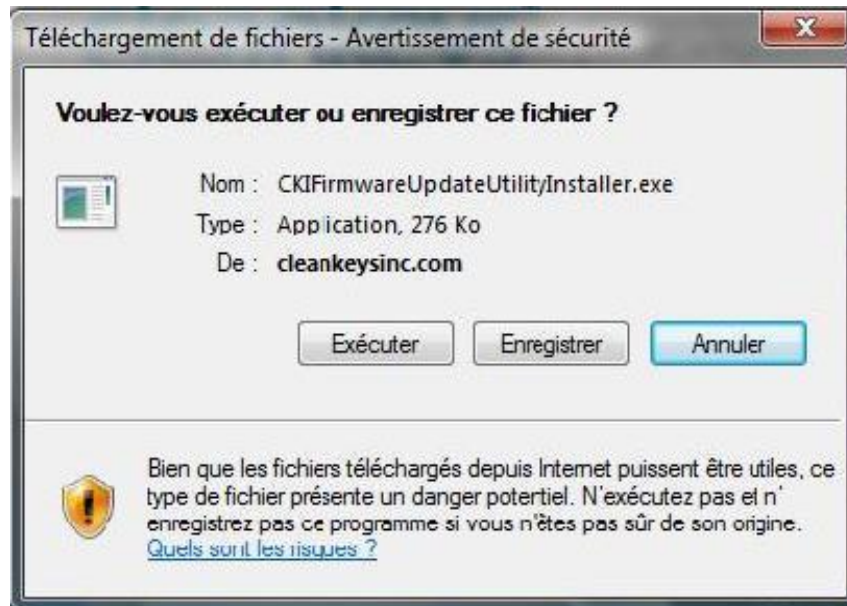 Téléchargement de fichiers - Avertissement de sécurité
Voulez-vous exécuter ou enregistrer ce fichier ?
Nom : CKIFirmwareUpdateUtilityInstaller.exe
Type : Application, 276 Ko
De : cleankeysinc.com
Exécuter Enregistrer Annuler
Bien que les fichiers téléchargés depuis Internet puissent être utiles, ce
type de fichier présente un danger potentiel. N'exécutez pas et n'
enregistrez pas ce programme si vous n'êtes pas sûr de son origine.
Quels sont les risques ?